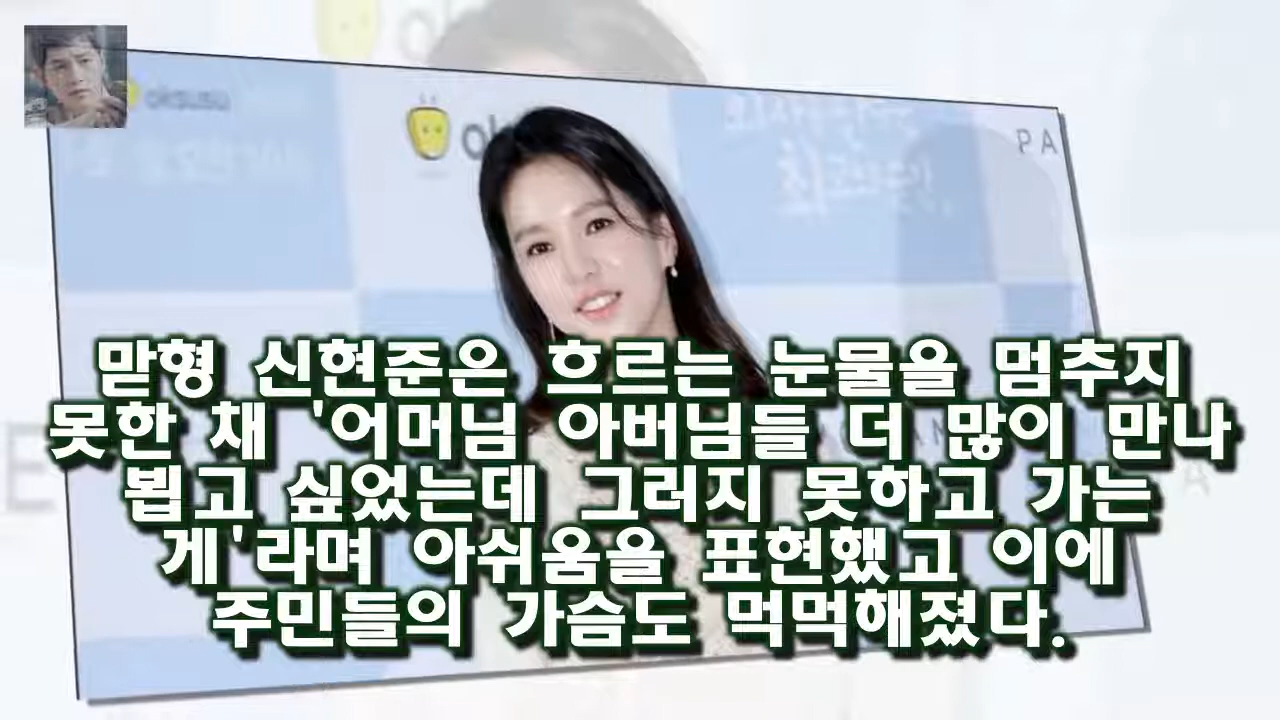 맏형 신현준은 흐르는 눈물을 멈추지
못한 채 '어머님 아버님들 더 많이 만나
뵙고 싶었는데 그러지 못하고 가는
게'라며 아쉬움을 표현했고 이에
주민들의 가슴도 먹먹해졌다.